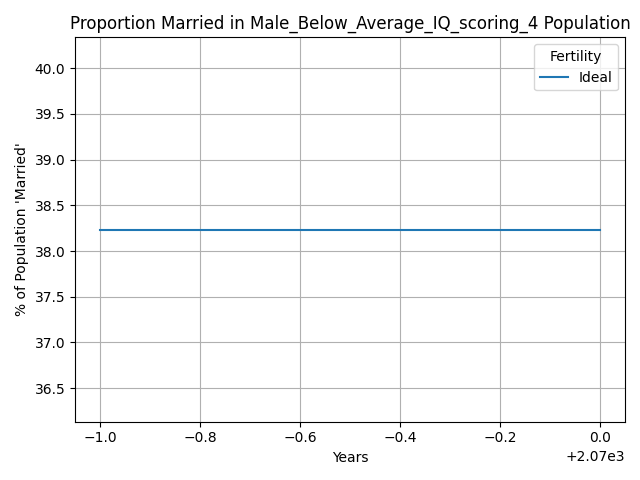 Proportion Married in Male_Below_Average_IQ_scoring_4 Population
Fertility
Ideal
% of Population 'Married'
40.0
39.5
39.0
38.5
38.0
37.5
37.0
36.5
−1.0 −0.8 −0.6 −0.4 −0.2 0.0
Years
+2.07e3